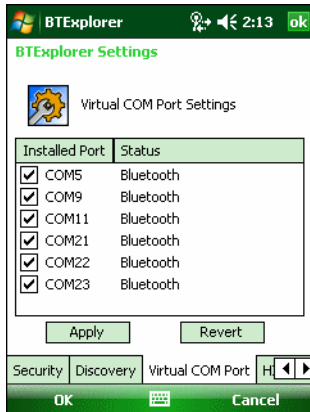 BTExplorer 2:13 ok
BTExplorer Settings
Virtual COM Port Settings
Installed Port Status
COM5 Bluetooth
COM9 Bluetooth
COM11 Bluetooth
COM21 Bluetooth
COM22 Bluetooth
COM23 Bluetooth
Apply Revert
Security Discovery Virtual COM Port
OK Cancel